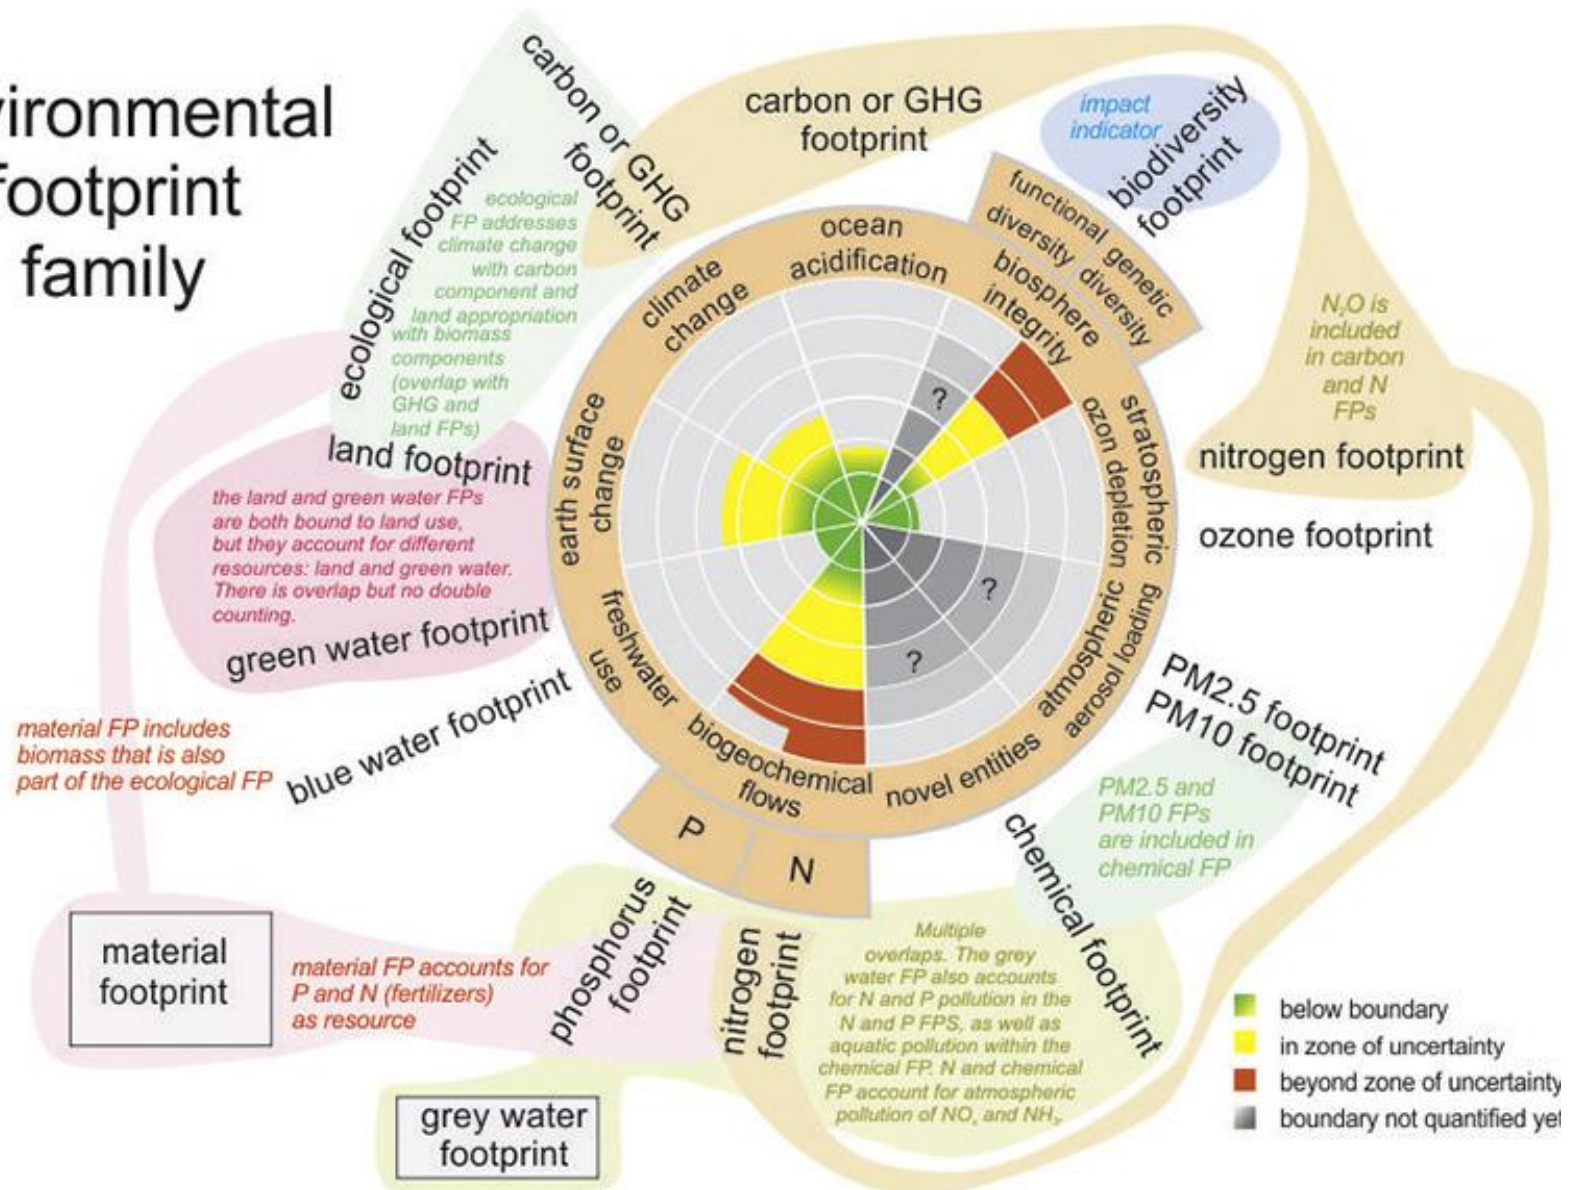 vironmental
footprint
family
carbon or GHG
footprint
ecological footprint
ecological
FP addresses
climate change
with carbon
component and
land appropriation
with biomass
components
(overlap with
GHG and
land FPs)
carbon or GHG
footprint
impact
indicator
biodiversity
footprint
functional
diversity
genetic
diversity
biosphere
integrity
ocean
acidification
climate
change
earth surface
change
freshwater
use
biogeochemical
flows
P
N
novel entities
atmospheric
aerosol loading
stratospheric
ozon depletion
?
?
?
N₂O is
included
in carbon
and N
FPs
nitrogen footprint
ozone footprint
PM2.5 footprint
PM10 footprint
PM2.5 and
PM10 FPs
are included in
chemical FP
chemical footprint
land footprint
the land and green water FPs
are both bound to land use,
but they account for different
resources: land and green water.
There is overlap but no double
counting.
green water footprint
blue water footprint
material FP includes
biomass that is also
part of the ecological FP
material
footprint
material FP accounts for
P and N (fertilizers)
as resource
phosphorus
footprint
nitrogen
footprint
Multiple
overlaps. The grey
water FP also accounts
for N and P pollution in the
N and P FPS, as well as
aquatic pollution within the
chemical FP. N and chemical
FP account for atmospheric
pollution of NOₓ and NH₃.
grey water
footprint
below boundary
in zone of uncertainty
beyond zone of uncertainty
boundary not quantified yet